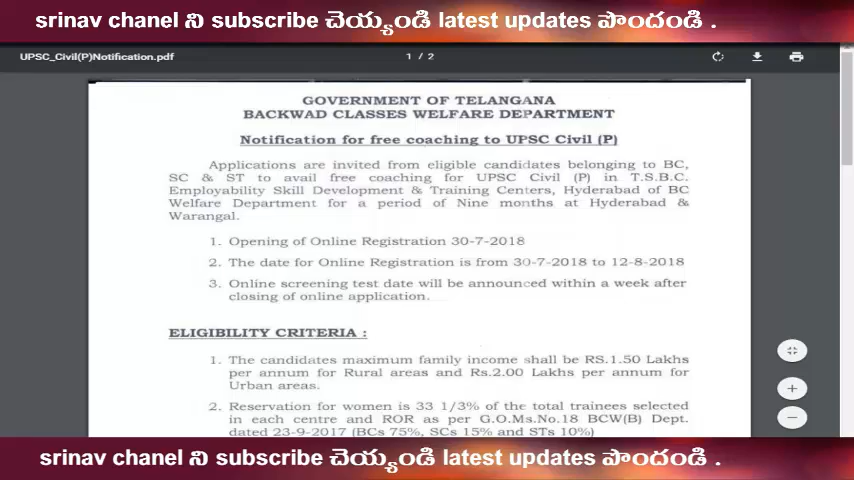 srinav chanel ని subscribe చెయ్యండి latest updates పొందండి .
UPSC_Civil(P)Notification.pdf 1 / 2
GOVERNMENT OF TELANGANA
BACKWAD CLASSES WELFARE DEPARTMENT
Notification for free coaching to UPSC Civil (P)
Applications are invited from eligible candidates belonging to BC,
SC & ST to avail free coaching for UPSC Civil (P) in T.S.B.C.
Employability Skill Development & Training Centers, Hyderabad of BC
Welfare Department for a period of Nine months at Hyderabad &
Warangal.
1. Opening of Online Registration 30-7-2018
2. The date for Online Registration is from 30-7-2018 to 12-8-2018
3. Online screening test date will be announced within a week after
closing of online application.
ELIGIBILITY CRITERIA :
1. The candidates maximum family income shall be RS.1.50 Lakhs
per annum for Rural areas and Rs.2.00 Lakhs per annum for
Urban areas.
2. Reservation for women is 33 1/3% of the total trainees selected
in each centre and ROR as per G.O.Ms.No.18 BCW(B) Dept.
dated 23-9-2017 (BCs 75%, SCs 15% and STs 10%)
srinav chanel ని subscribe చెయ్యండి latest updates పొందండి .